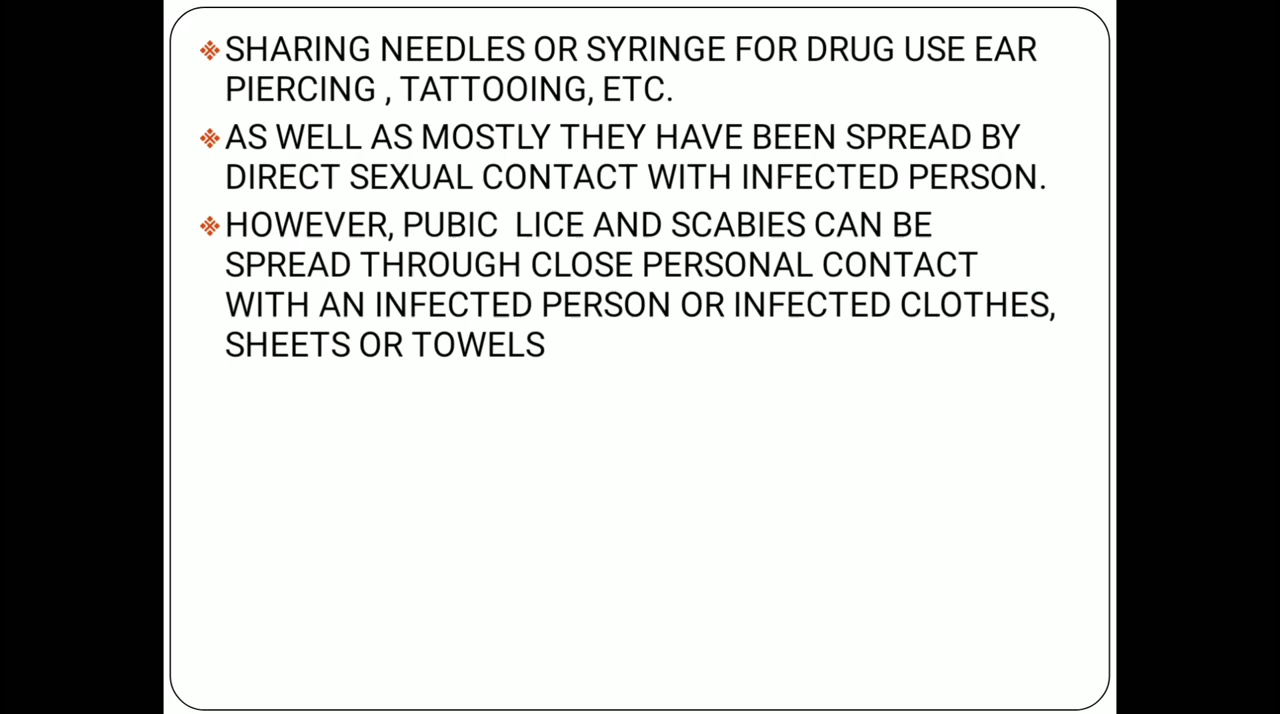 SHARING NEEDLES OR SYRINGE FOR DRUG USE EAR
PIERCING , TATTOOING, ETC.
AS WELL AS MOSTLY THEY HAVE BEEN SPREAD BY
DIRECT SEXUAL CONTACT WITH INFECTED PERSON.
HOWEVER, PUBIC  LICE AND SCABIES CAN BE
SPREAD THROUGH CLOSE PERSONAL CONTACT
WITH AN INFECTED PERSON OR INFECTED CLOTHES,
SHEETS OR TOWELS